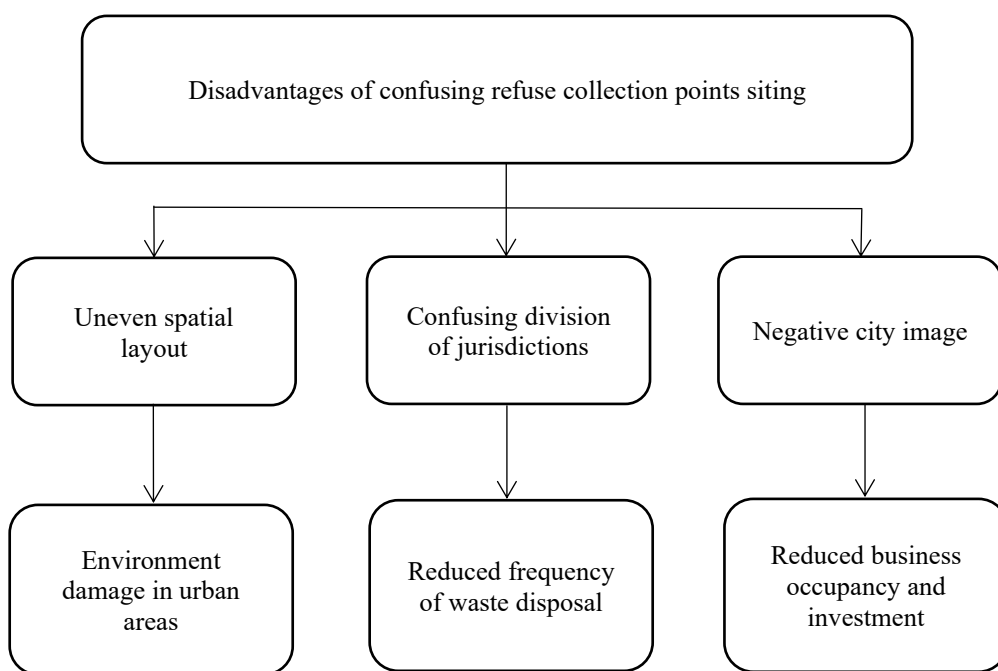 Disadvantages of confusing refuse collection points siting
Uneven spatial
layout
Confusing division
of jurisdictions
Negative city image
Environment
damage in urban
areas
Reduced frequency
of waste disposal
Reduced business
occupancy and
investment